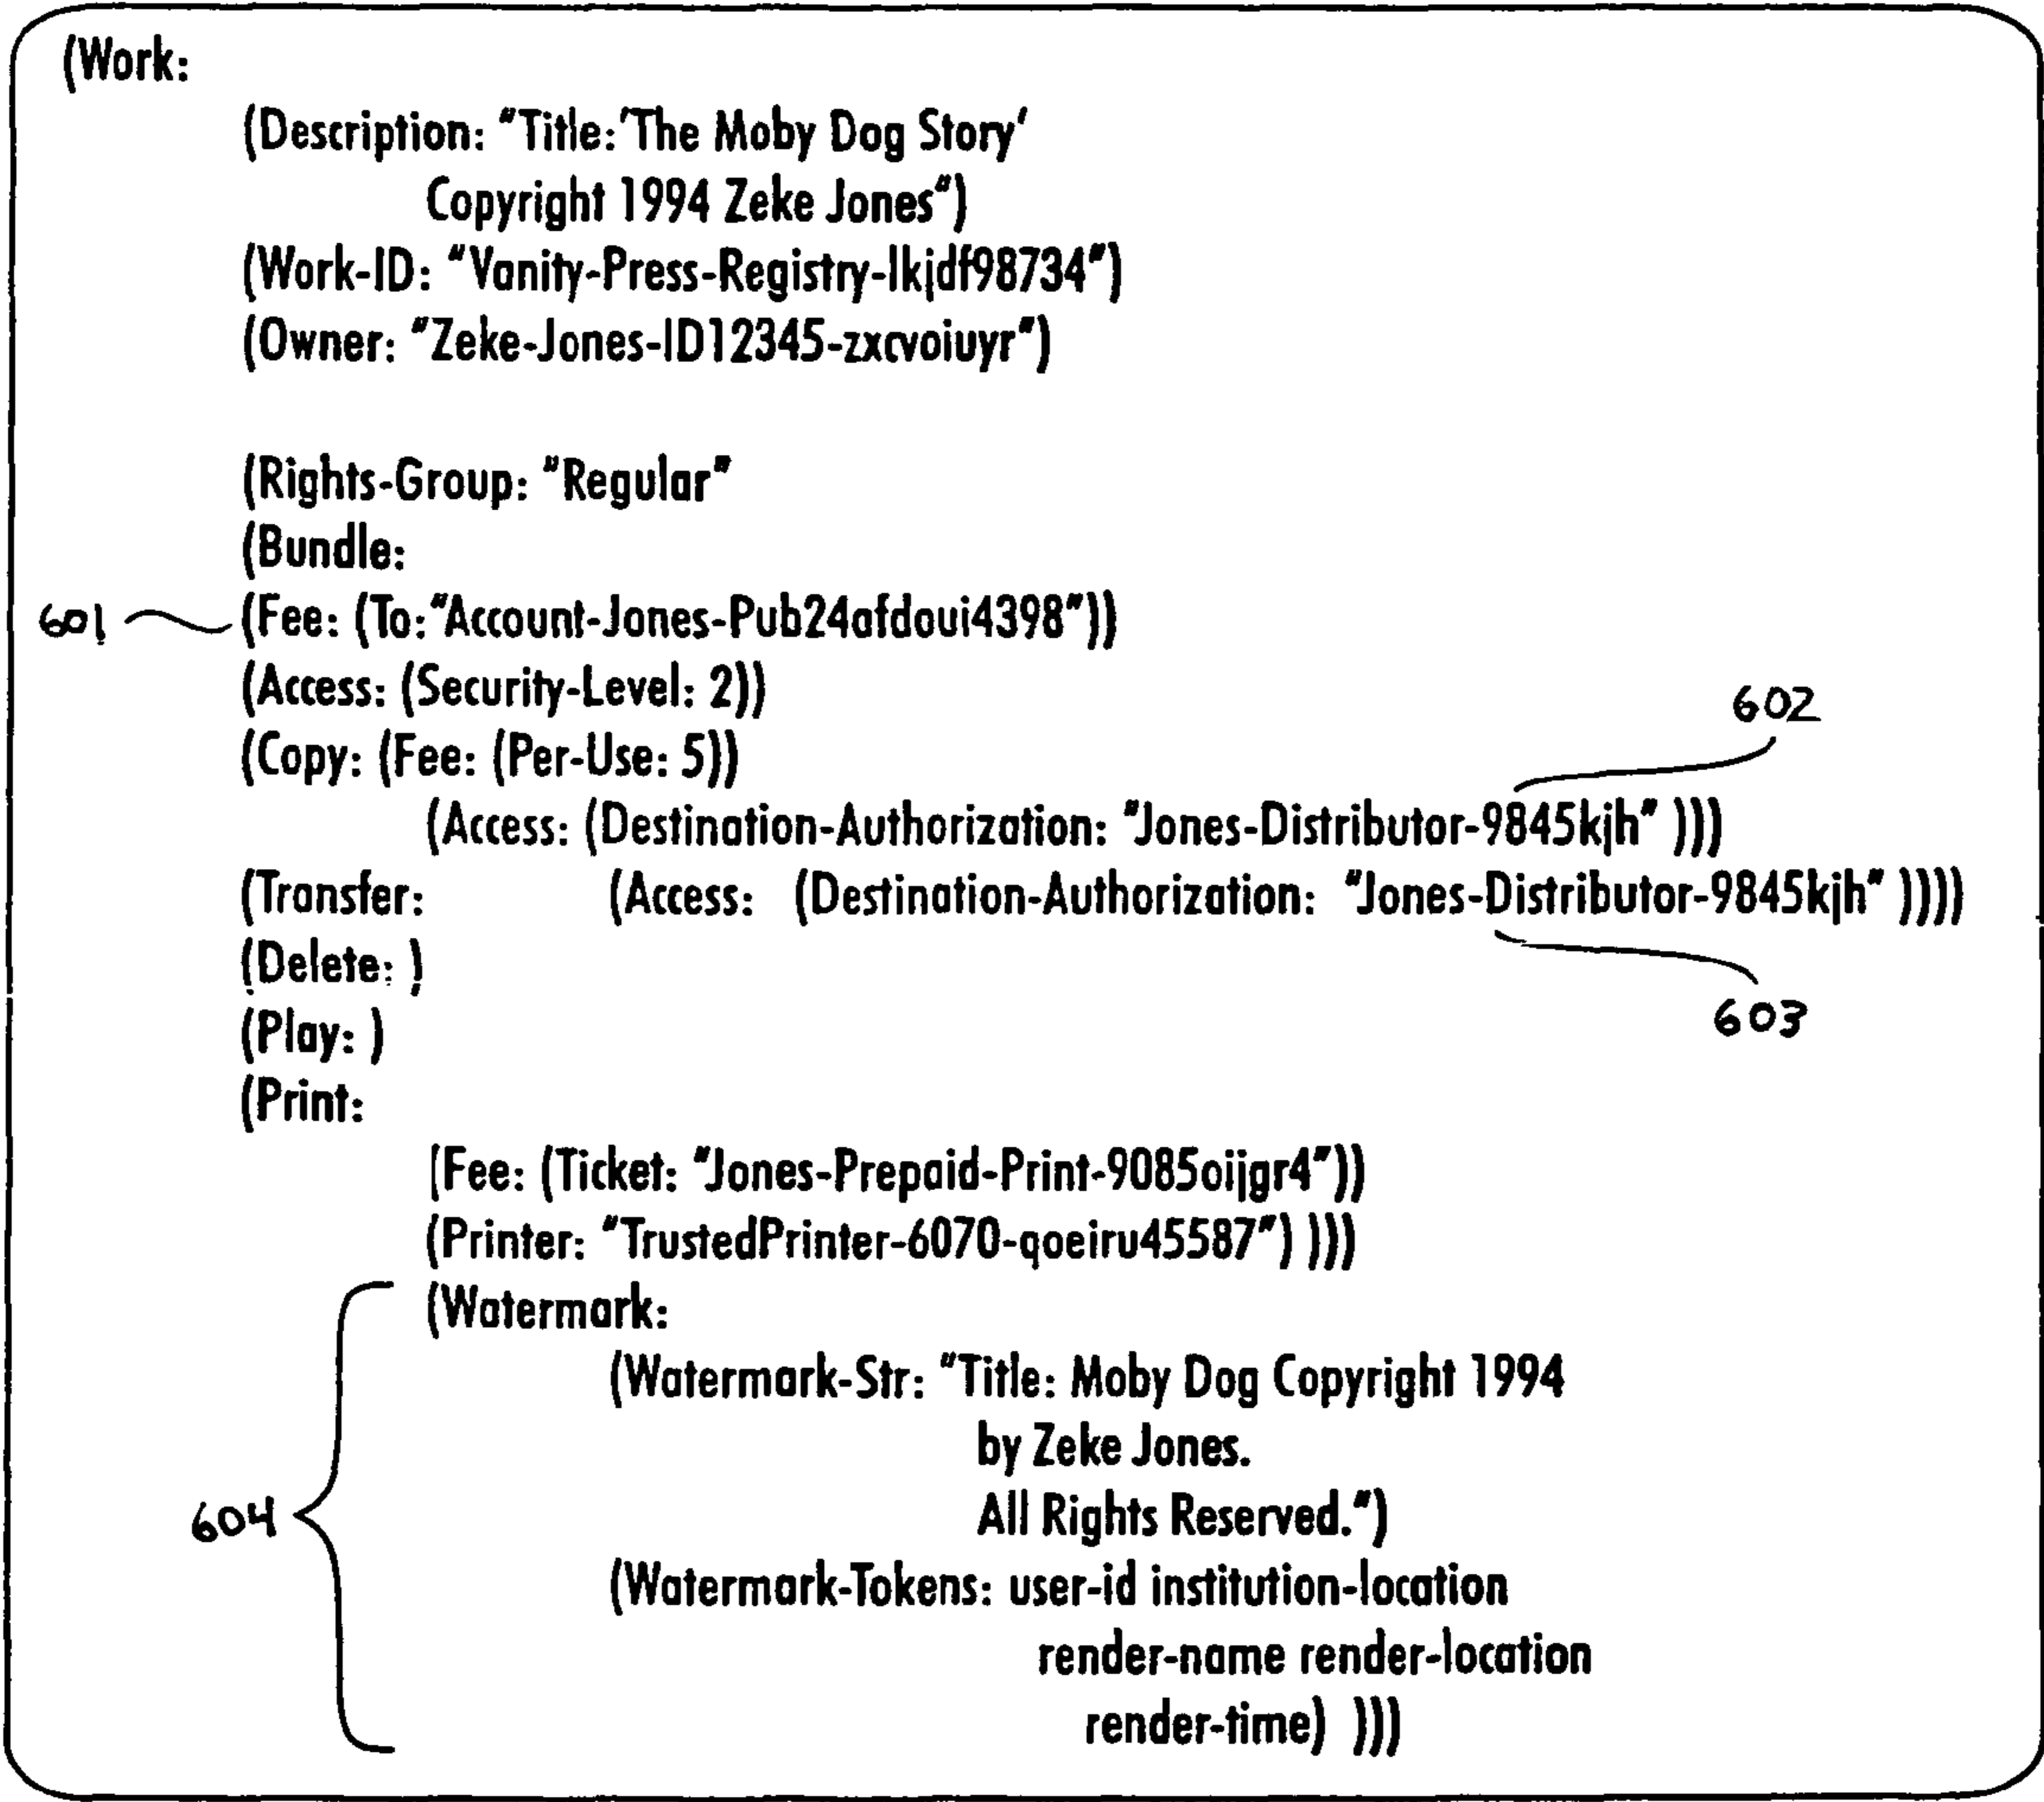 (Work:
(Description: "Title: 'The Moby Dog Story'
Copyright 1994 Zeke Jones")
(Work-ID: "Vanity-Press-Registry-lkjdf98734")
(Owner: "Zeke-Jones-ID12345-zxcvoiuyr")
(Rights-Group: "Regular"
(Bundle:
601 (Fee: (To: "Account-Jones-Pub24afdoui4398"))
(Access: (Security-Level: 2))
602
(Copy: (Fee: (Per-Use: 5))
(Access: (Destination-Authorization: "Jones-Distributor-9845kjh" )))
(Transfer: (Access: (Destination-Authorization: "Jones-Distributor-9845kjh" ))))
(Delete: )
(Play: )
603
(Print:
(Fee: (Ticket: "Jones-Prepaid-Print-9085oijgr4"))
(Printer: "TrustedPrinter-6070-qoeiru45587") )))
(Watermark:
(Watermark-Str: "Title: Moby Dog Copyright 1994
by Zeke Jones.
All Rights Reserved.")
604
(Watermark-Tokens: user-id institution-location
render-name render-location
render-time) )))